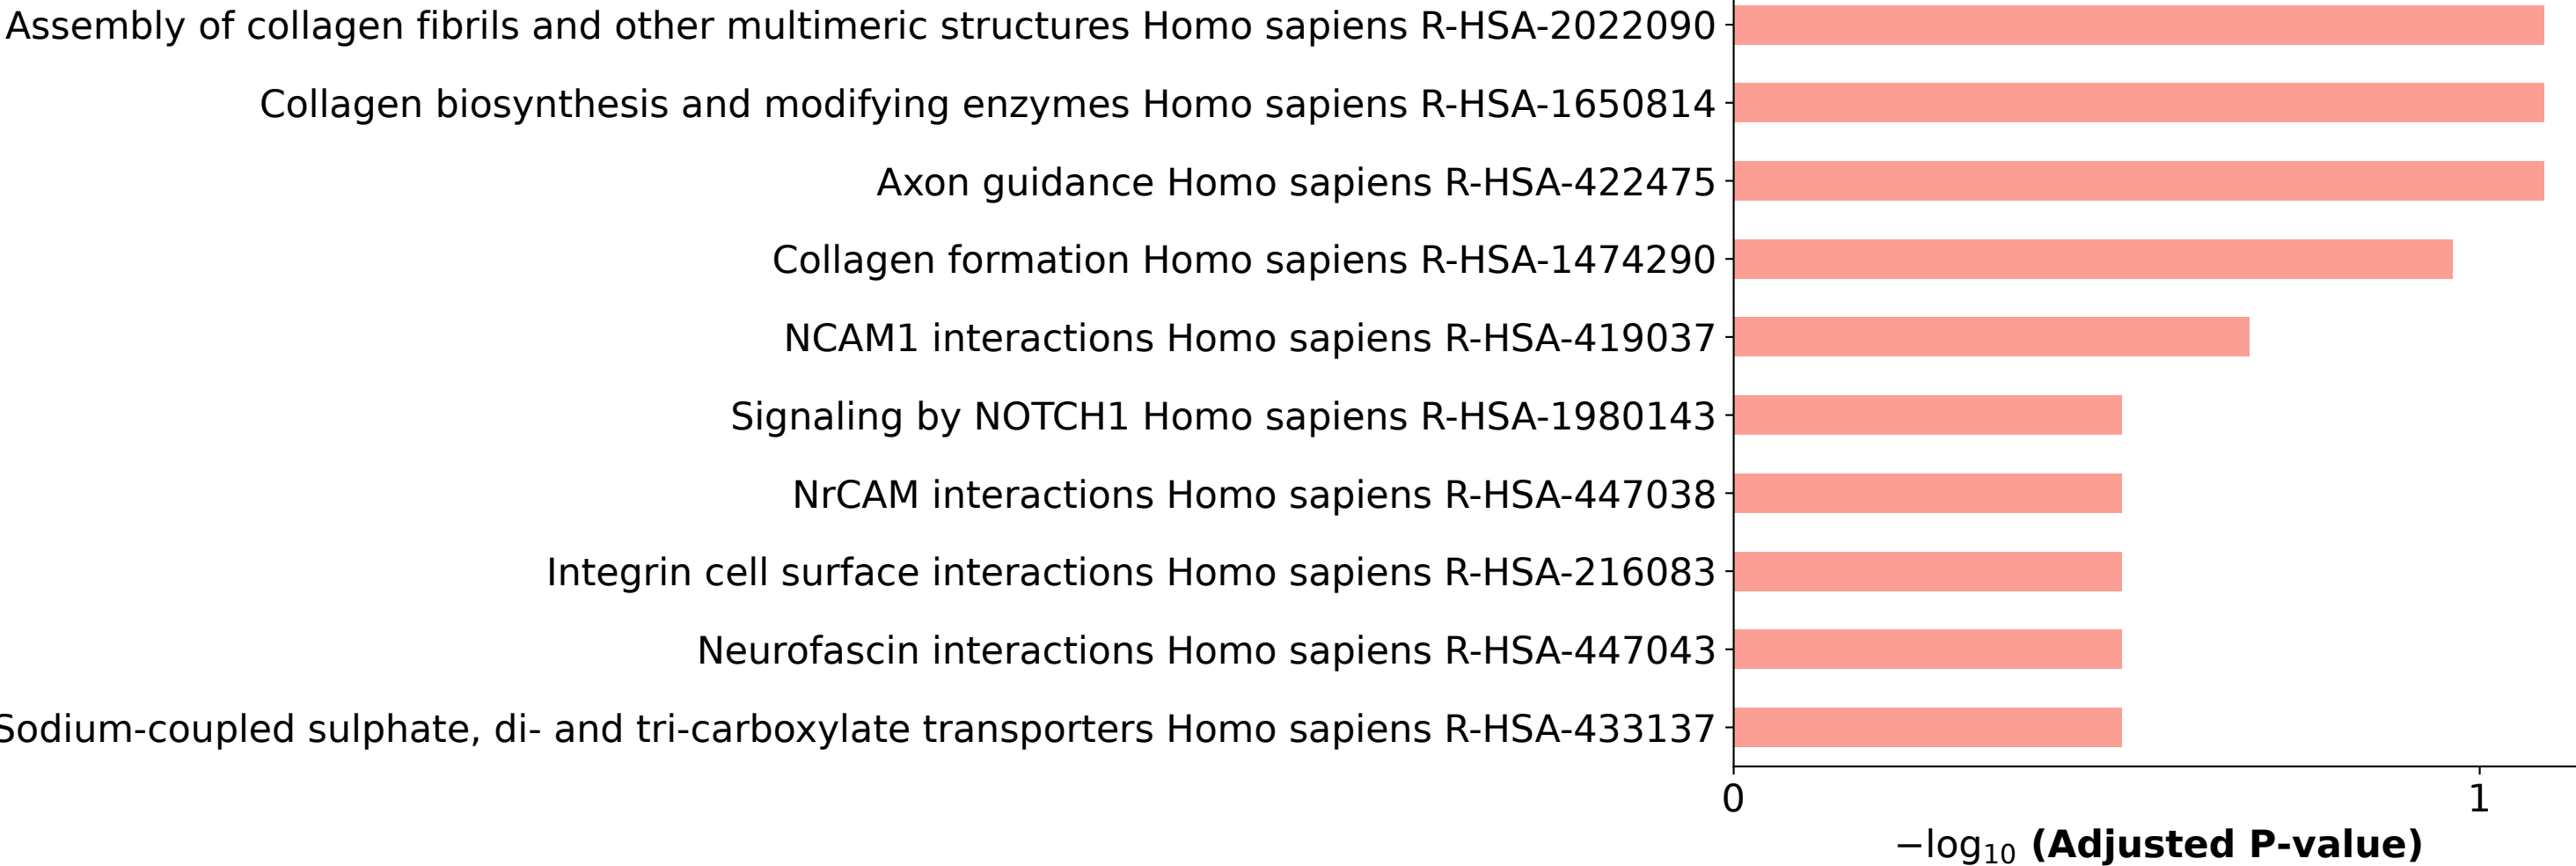 Assembly of collagen fibrils and other multimeric structures Homo sapiens R-HSA-2022090
Collagen biosynthesis and modifying enzymes Homo sapiens R-HSA-1650814
Axon guidance Homo sapiens R-HSA-422475
Collagen formation Homo sapiens R-HSA-1474290
NCAM1 interactions Homo sapiens R-HSA-419037
Signaling by NOTCH1 Homo sapiens R-HSA-1980143
NrCAM interactions Homo sapiens R-HSA-447038
Integrin cell surface interactions Homo sapiens R-HSA-216083
Neurofascin interactions Homo sapiens R-HSA-447043
Sodium-coupled sulphate, di- and tri-carboxylate transporters Homo sapiens R-HSA-433137
0 1
−log₁₀ (Adjusted P-value)